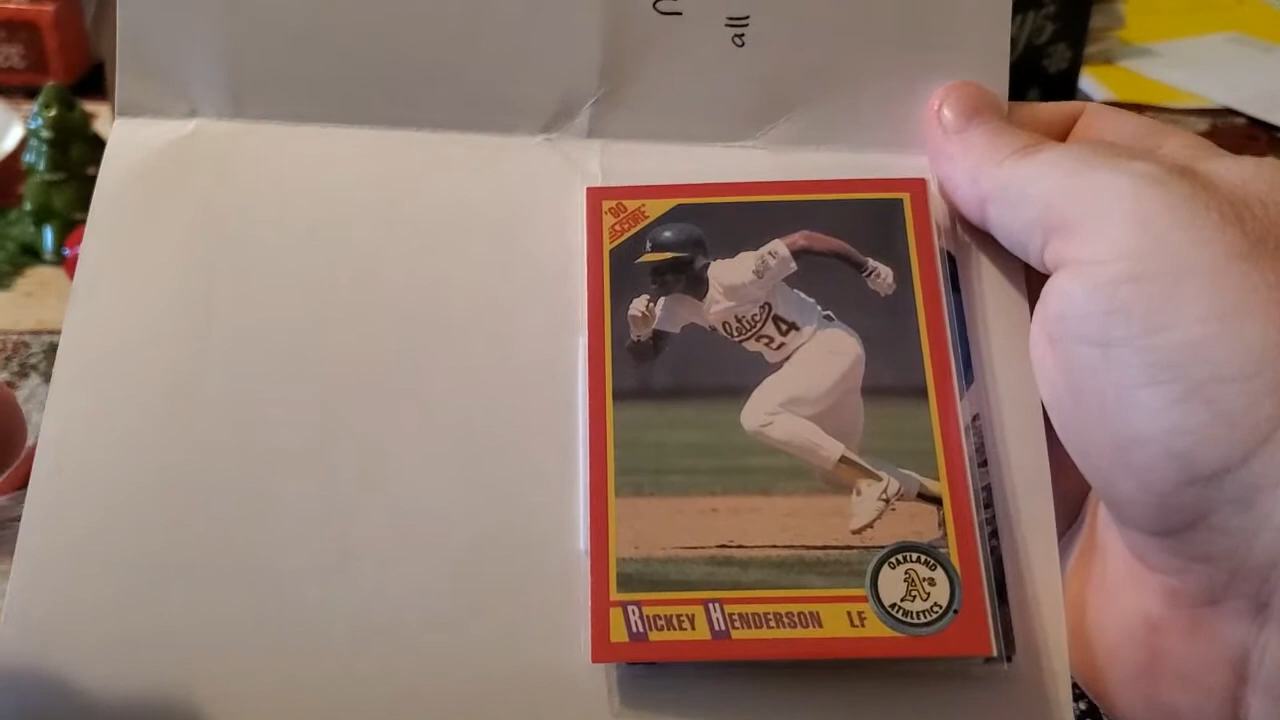 all
'90
SCORE
Athletics
24
OAKLAND
A's
ATHLETICS
RICKEY HENDERSON LF